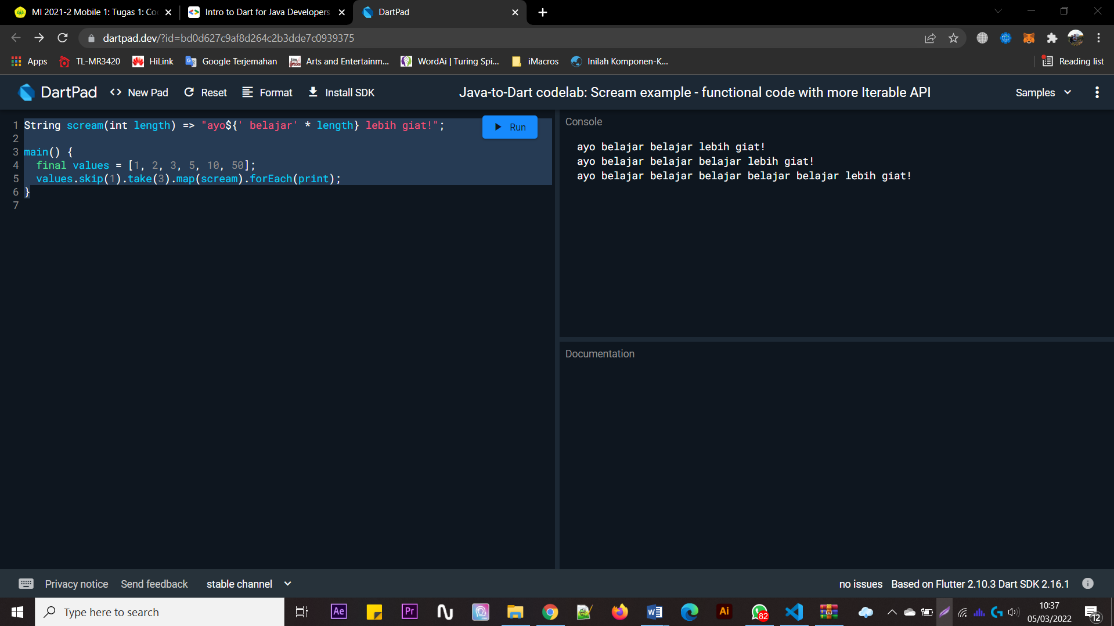 MI 2021-2 Mobile 1: Tugas 1: Co
Intro to Dart for Java Developers
DartPad
dartpad.dev/?id=bd0d627c9af8d264c2b3dde7c0939375
Apps TL-MR3420 HiLink Google Terjemahan Arts and Entertainm... WordAi | Turing Spi... iMacros Inilah Komponen-K... Reading list
DartPad <> New Pad Reset Format Install SDK Java-to-Dart codelab: Scream example - functional code with more Iterable API Samples
1 String scream(int length) => "ayo${' belajar' * length} lebih giat!";
2
3 main() {
4 final values = [1, 2, 3, 5, 10, 50];
5 values.skip(1).take(3).map(scream).forEach(print);
6 }
7
Run
Console
ayo belajar belajar lebih giat!
ayo belajar belajar belajar lebih giat!
ayo belajar belajar belajar belajar belajar lebih giat!
Documentation
Privacy notice Send feedback stable channel no issues Based on Flutter 2.10.3 Dart SDK 2.16.1
Type here to search Ae Pr W Ai 82 10:37
05/03/2022 12